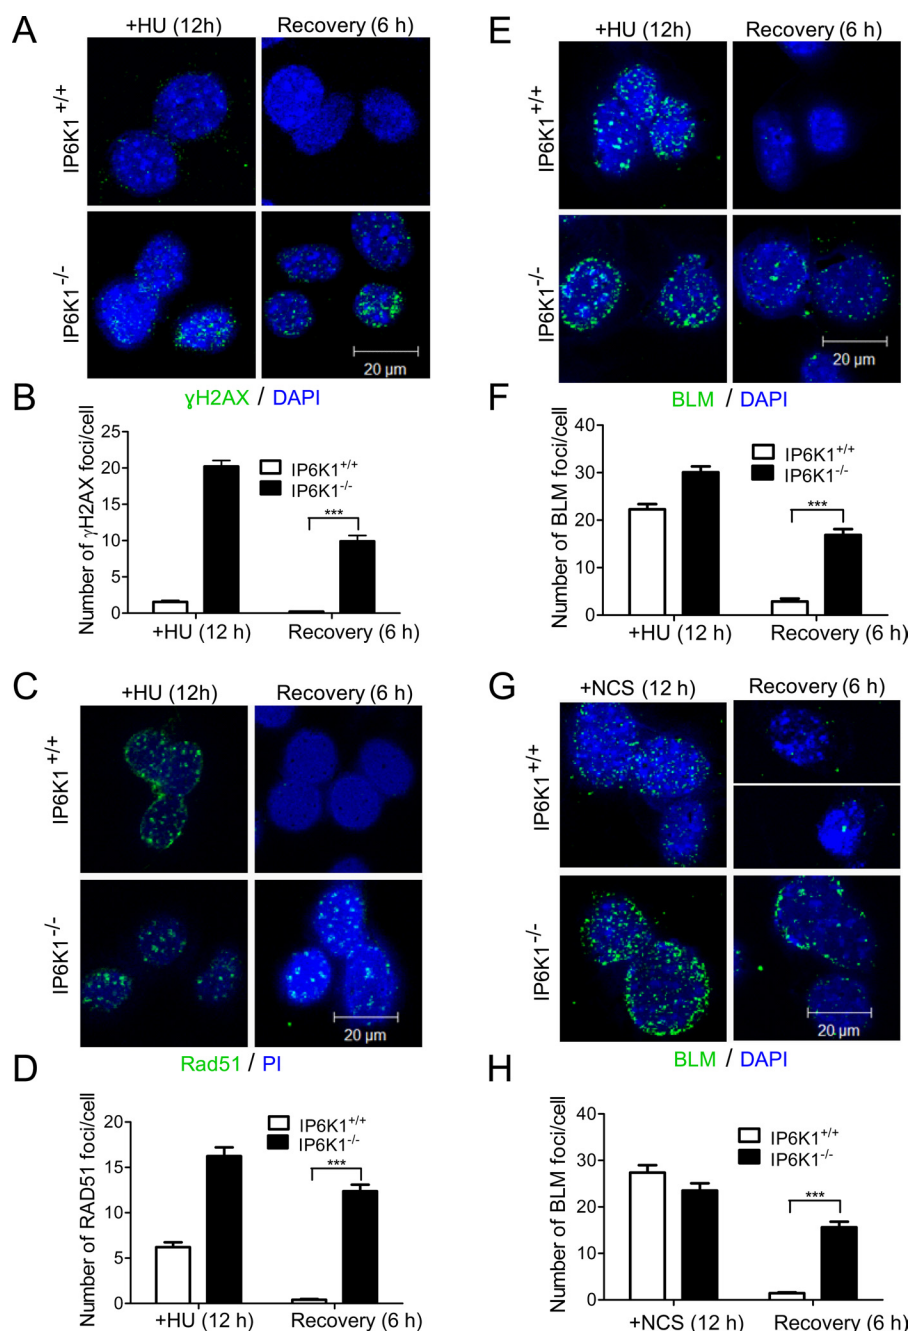 A
+HU (12h)
Recovery (6 h)
IP6K1+/+
IP6K1-/-
20 µm
γH2AX / DAPI
B
Number of γH2AX foci/cell
25
20
15
10
5
0
IP6K1+/+
IP6K1-/-
***
+HU (12 h)
Recovery (6 h)
C
+HU (12h)
Recovery (6 h)
IP6K1+/+
IP6K1-/-
20 µm
Rad51 / PI
D
Number of RAD51 foci/cell
20
15
10
5
0
IP6K1+/+
IP6K1-/-
***
+HU (12 h)
Recovery (6 h)
E
+HU (12h)
Recovery (6 h)
IP6K1+/+
IP6K1-/-
20 µm
BLM / DAPI
F
Number of BLM foci/cell
40
30
20
10
0
IP6K1+/+
IP6K1-/-
***
+HU (12 h)
Recovery (6 h)
G
+NCS (12 h)
Recovery (6 h)
IP6K1+/+
IP6K1-/-
20 µm
BLM / DAPI
H
Number of BLM foci/cell
40
30
20
10
0
IP6K1+/+
IP6K1-/-
***
+NCS (12 h)
Recovery (6 h)